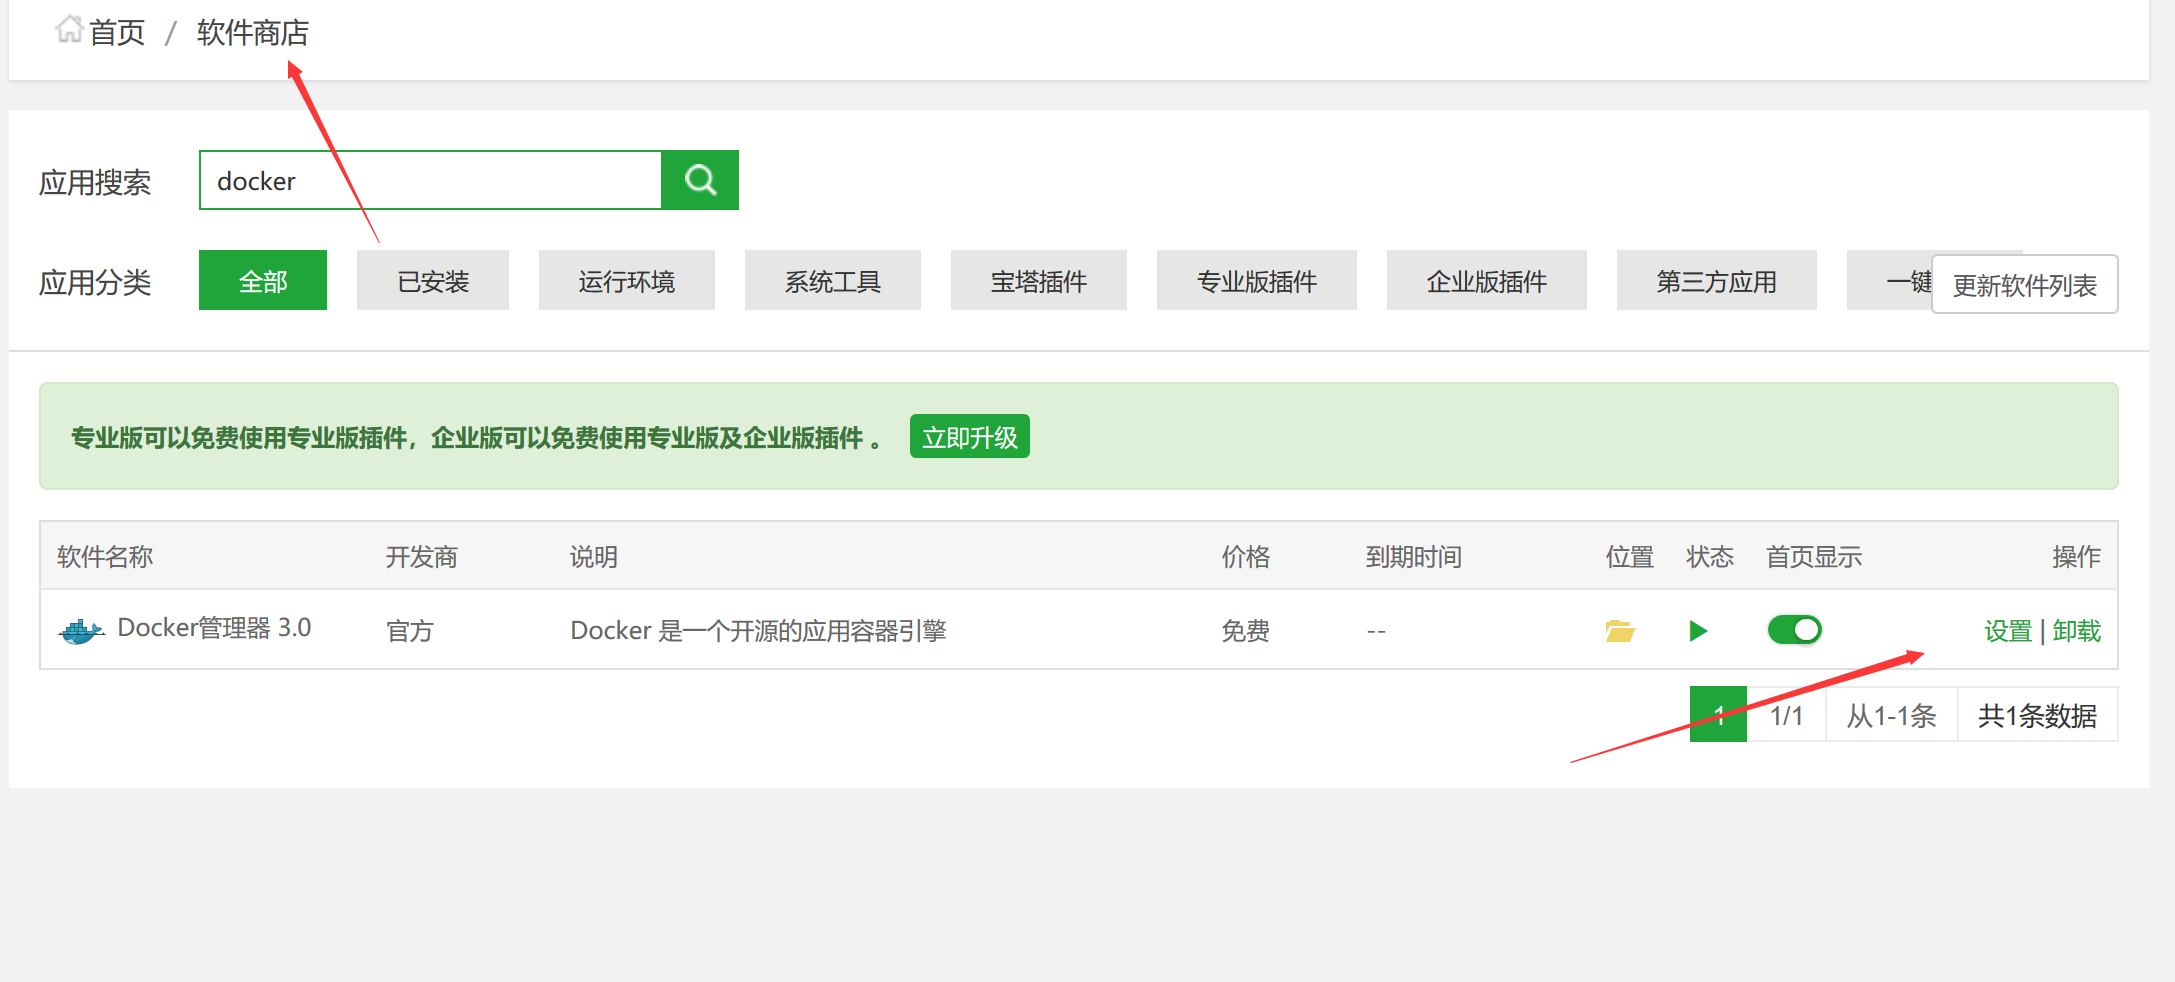 首页 / 软件商店
应用搜索 docker
应用分类 全部 已安装 运行环境 系统工具 宝塔插件 专业版插件 企业版插件 第三方应用 一键 更新软件列表
专业版可以免费使用专业版插件，企业版可以免费使用专业版及企业版插件 。 立即升级
软件名称 开发商 说明 价格 到期时间 位置 状态 首页显示 操作
Docker管理器 3.0 官方 Docker 是一个开源的应用容器引擎 免费 -- 设置 | 卸载
1 1/1 从1-1条 共1条数据